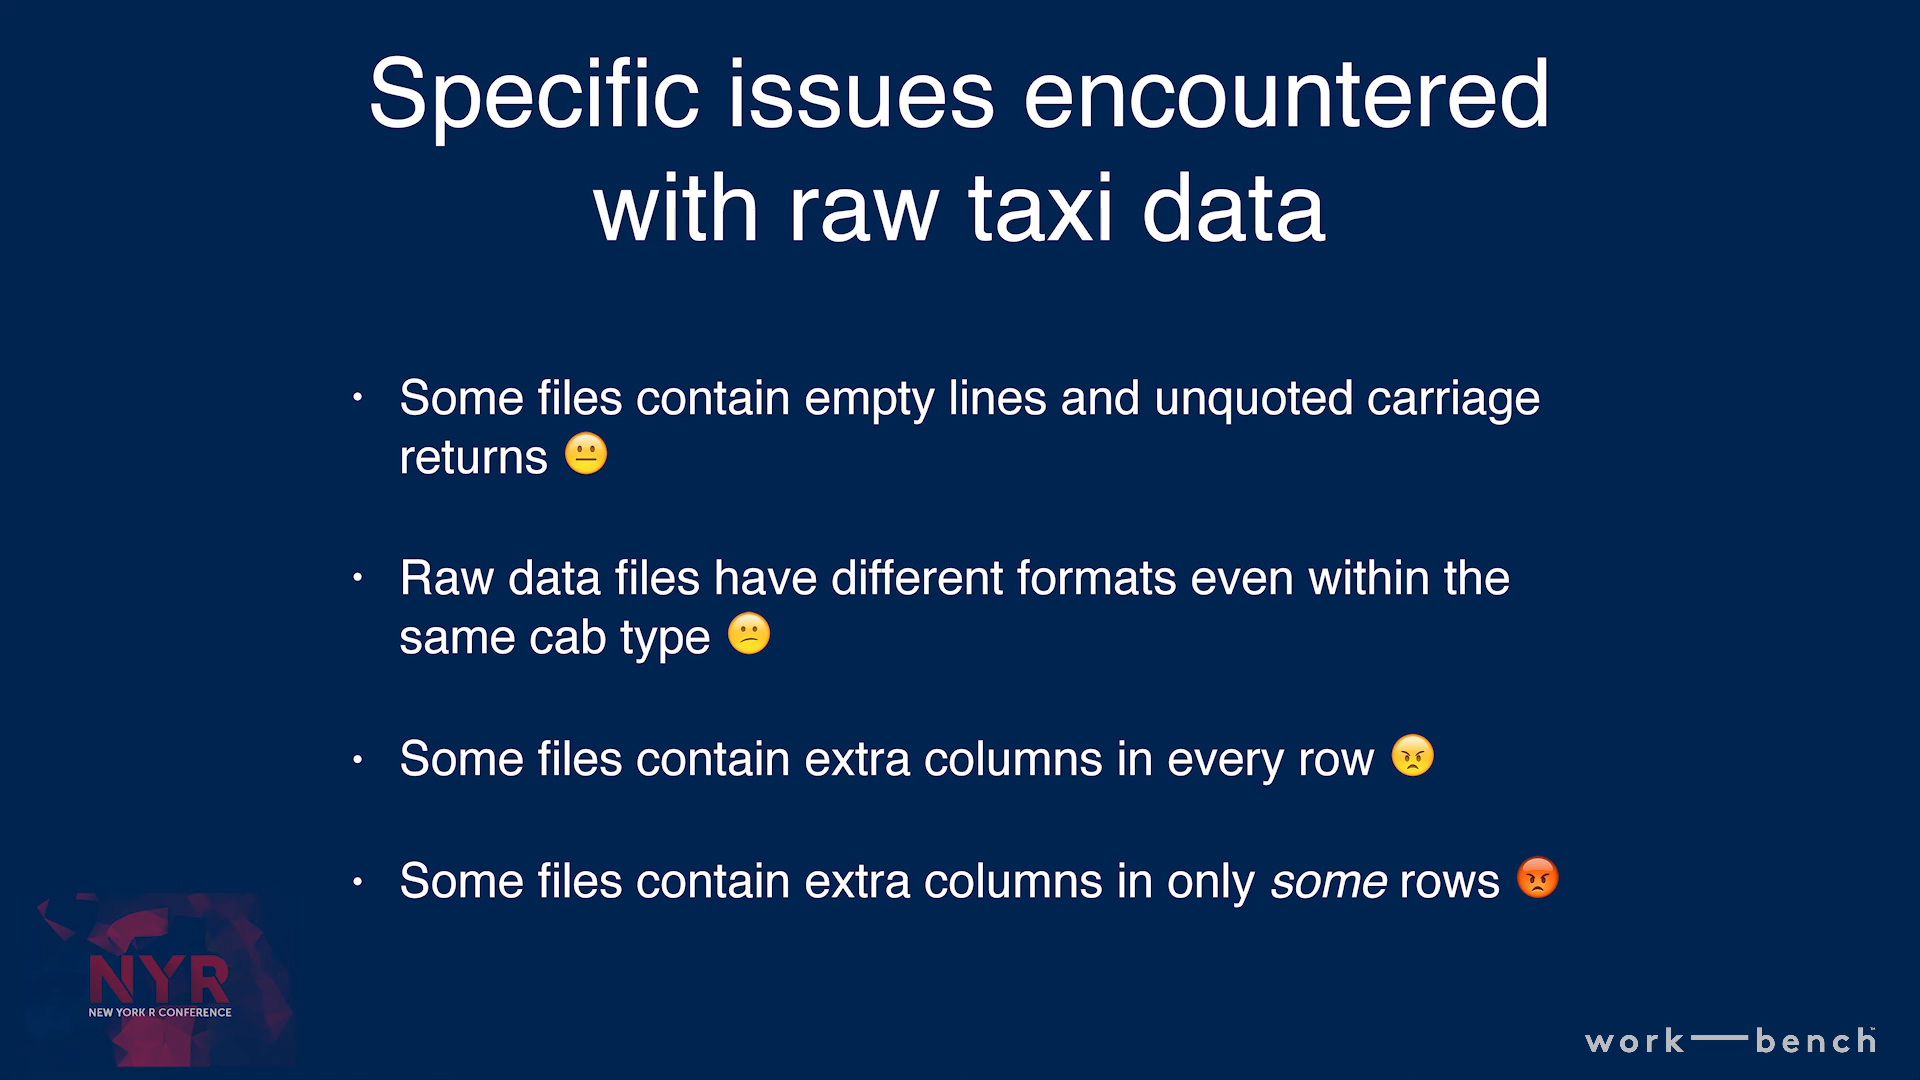 Specific issues encountered
with raw taxi data
• Some files contain empty lines and unquoted carriage
returns 😐
• Raw data files have different formats even within the
same cab type 😕
• Some files contain extra columns in every row 😠
• Some files contain extra columns in only some rows 😡
NYR
NEW YORK R CONFERENCE
work—bench™